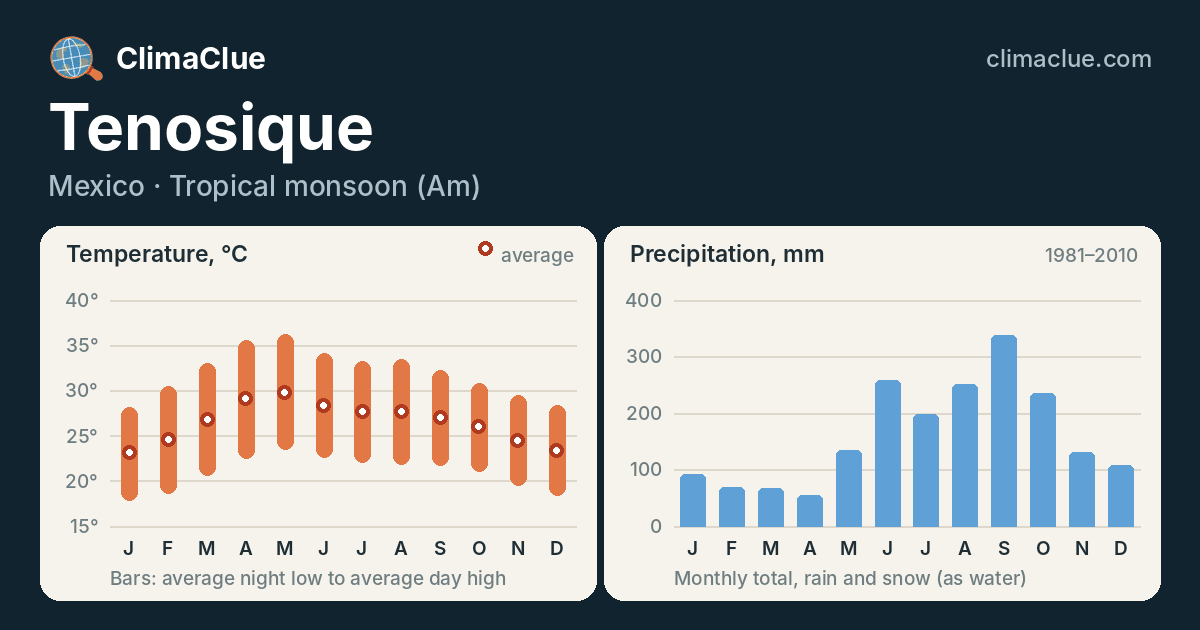 ClimaClue
climaclue.com
Tenosique
Mexico · Tropical monsoon (Am)
Temperature, °C
average
40°
35°
30°
25°
20°
15°
J F M A M J J A S O N D
Bars: average night low to average day high
Precipitation, mm
1981–2010
400
300
200
100
0
J F M A M J J A S O N D
Monthly total, rain and snow (as water)